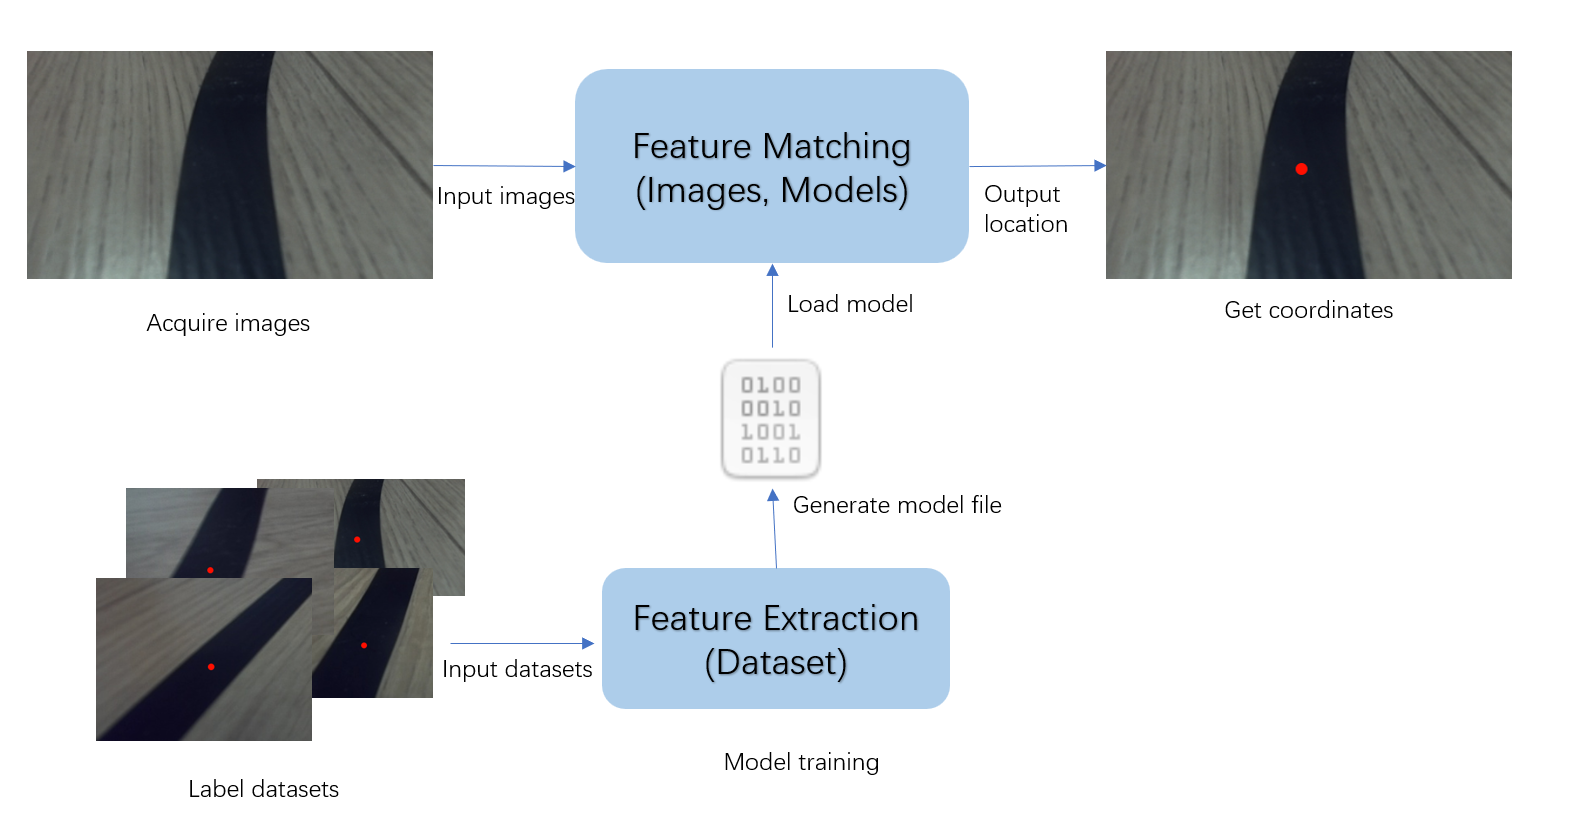 Feature Matching
(Images, Models)
Input images
Output
location
Acquire images
Load model
Get coordinates
0100
0010
1001
0110
Generate model file
Feature Extraction
(Dataset)
Input datasets
Model training
Label datasets